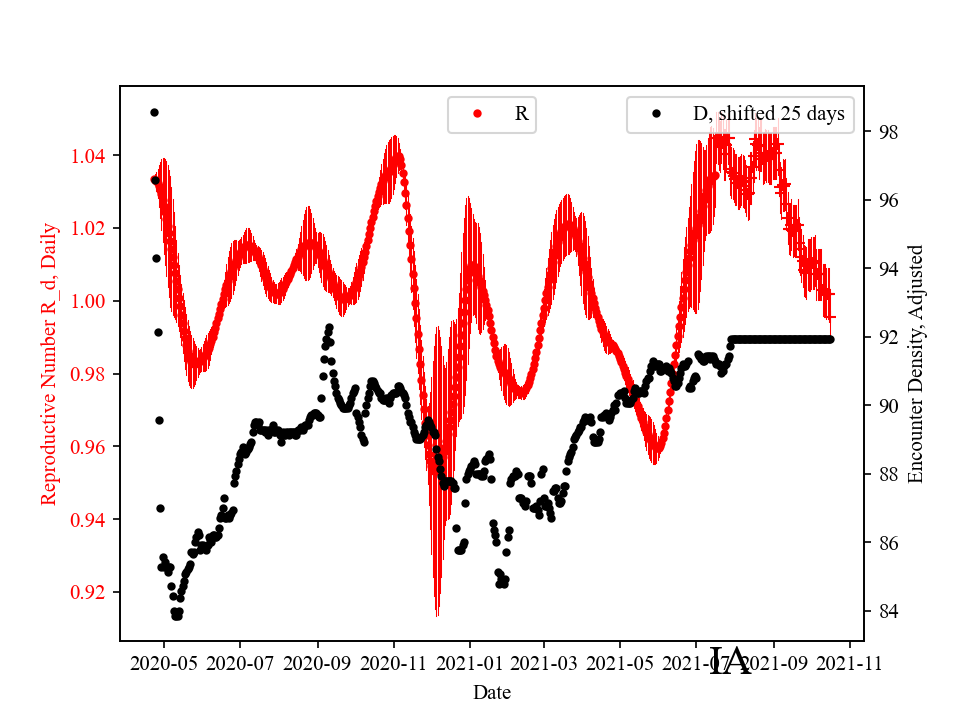 R
D, shifted 25 days
1.04
1.02
1.00
0.98
0.96
0.94
0.92
Reproductive Number R_d, Daily
98
96
94
92
90
88
86
84
Encounter Density, Adjusted
2020-05 2020-07 2020-09 2020-11 2021-01 2021-03 2021-05 2021-07 2021-09 2021-11
IA
Date